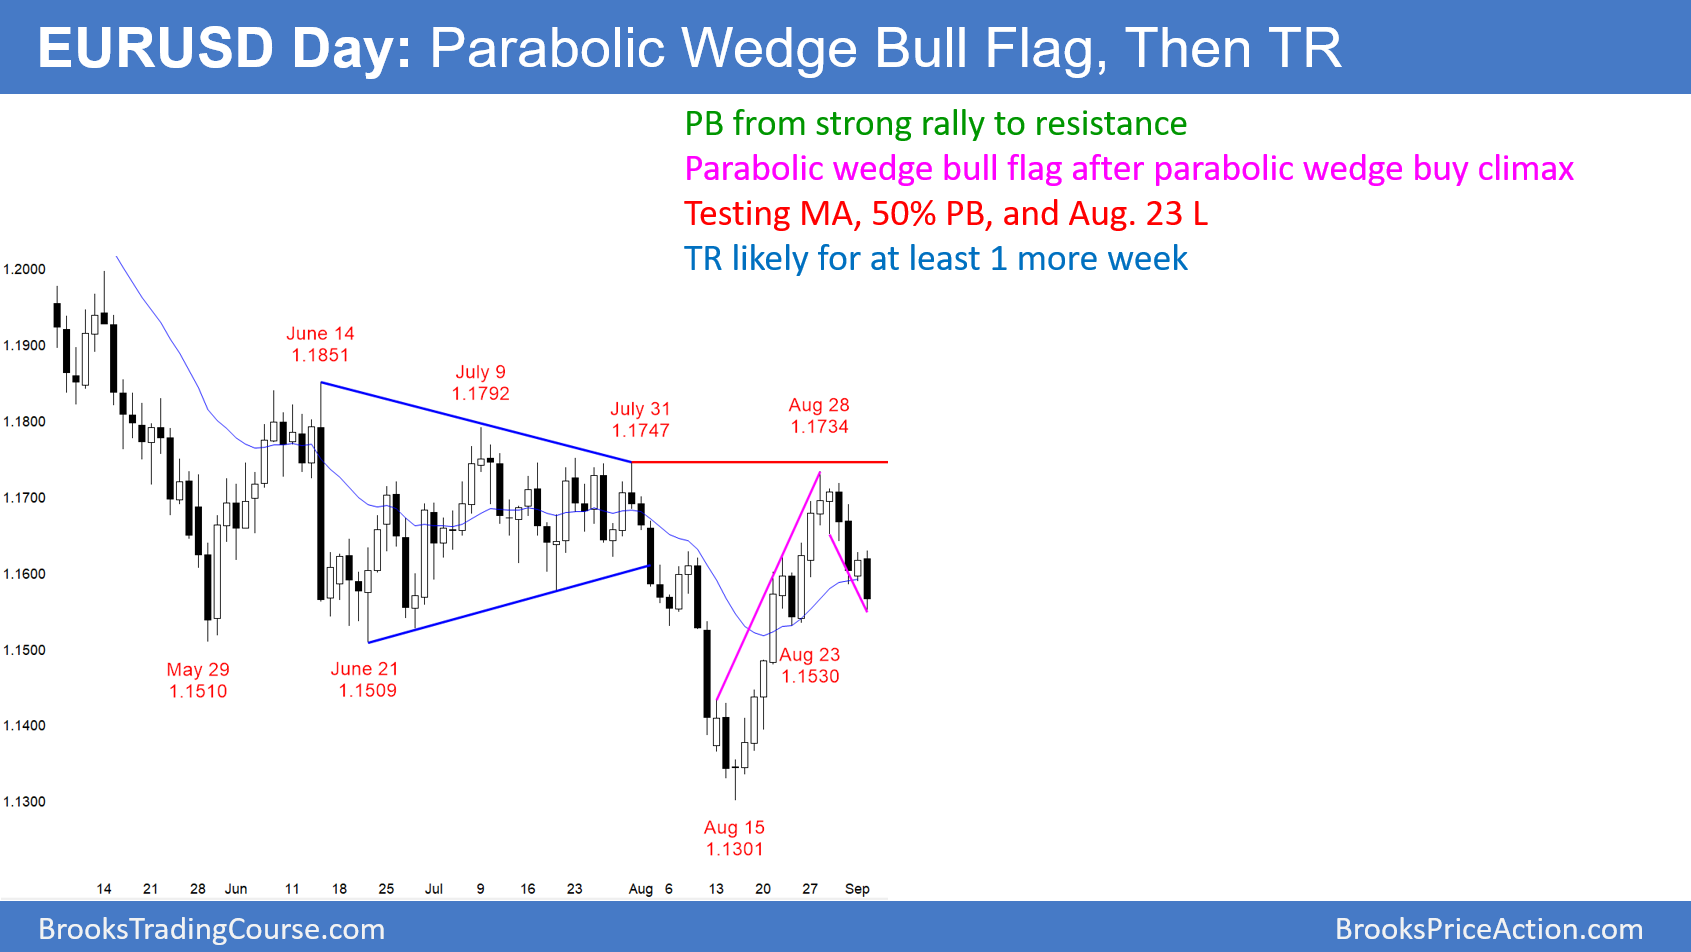 EURUSD Day: Parabolic Wedge Bull Flag, Then TR
PB from strong rally to resistance
Parabolic wedge bull flag after parabolic wedge buy climax
Testing MA, 50% PB, and Aug. 23 L
TR likely for at least 1 more week
1.2000
1.1900
1.1800
1.1700
1.1600
1.1500
1.1400
1.1300
June 14
1.1851
July 9
1.1792
July 31
1.1747
Aug 28
1.1734
May 29
1.1510
June 21
1.1509
Aug 23
1.1530
Aug 15
1.1301
14 21 28 Jun 11 18 25 Jul 9 16 23 Aug 6 13 20 27 Sep
BrooksTradingCourse.com
BrooksPriceAction.com